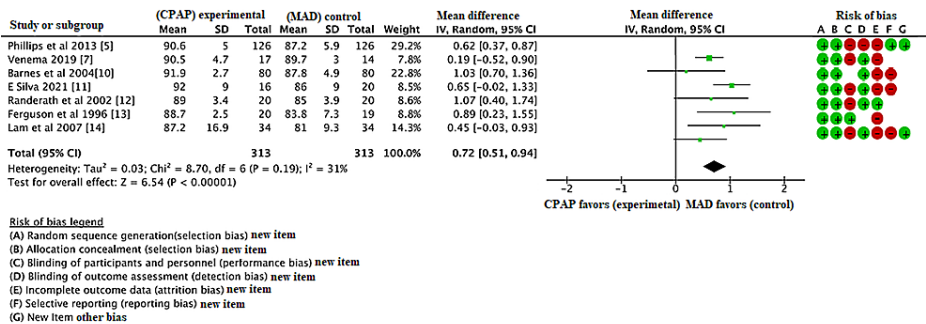 (CPAP) experimental (MAD) control Mean difference Mean difference Risk of bias
Study or subgroup Mean SD Total Mean SD Total Weight IV, Random, 95% CI IV, Random, 95% CI A B C D E F G
Phillips et al 2013 [5] 90.6 5 126 87.2 5.9 126 29.2% 0.62 [0.37, 0.87]
Venema 2019 [7] 90.5 4.7 17 89.7 3 14 7.8% 0.19 [-0.52, 0.90]
Barnes et al 2004[10] 91.9 2.7 80 87.8 4.9 80 22.8% 1.03 [0.70, 1.36]
E Silva 2021 [11] 92 9 16 86 9 20 8.6% 0.65 [-0.02, 1.33]
Randerath et al 2002 [12] 89 3.4 20 85 3.9 20 8.6% 1.07 [0.40, 1.74]
Ferguson et al 1996 [13] 88.7 2.5 20 83.8 7.3 19 8.7% 0.89 [0.23, 1.55]
Lam et al 2007 [14] 87.2 16.9 34 81 9.3 34 14.3% 0.45 [-0.03, 0.93]
Total (95% CI) 313 313 100.0% 0.72 [0.51, 0.94]
Heterogeneity: Tau² = 0.03; Chi² = 8.70, df = 6 (P = 0.19); I² = 31%
Test for overall effect: Z = 6.54 (P < 0.00001)
-2 -1 0 1 2
CPAP favors (experimetal) MAD favors (control)
Risk of bias legend
(A) Random sequence generation(selection bias) new item
(B) Allocation concealment (selection bias) new item
(C) Blinding of participants and personnel (performance bias) new item
(D) Blinding of outcome assessment (detection bias) new item
(E) Incomplete outcome data (attrition bias) new item
(F) Selective reporting (reporting bias) new item
(G) New Item other bias